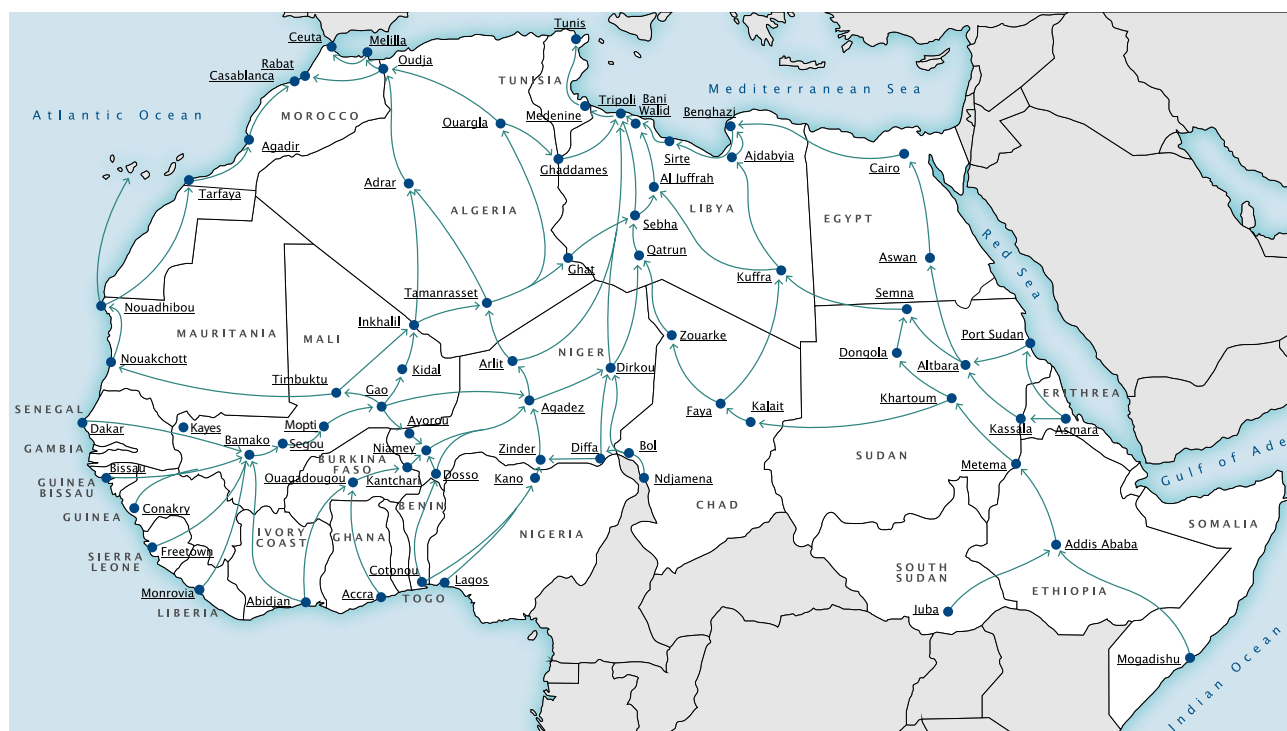 Tunis
Ceuta
Melilla
Rabat
Oudja
Casablanca
TUNISIA
Mediterranean Sea
Atlantic Ocean
MOROCCO
Tripoli
Bani
Walid
Benghazi
Medenine
Ouargla
Agadir
Ghaddames
Sirte
Ajdabyia
Cairo
Al Juffrah
Adrar
Tarfaya
ALGERIA
LIBYA
EGYPT
Sebha
Red Sea
Qatrun
Ghat
Kuffra
Aswan
Tamanrasset
Nouadhibou
Semna
MAURITANIA
Inkhalil
MALI
Zouarke
Port Sudan
NIGER
Dongola
Nouakchott
Arlit
Dirkou
Altbara
Kidal
Timbuktu
Gao
ERITHREA
Khartoum
SENEGAL
Agadez
Faya
Kalait
Dakar
Kayes
Mopti
Ayorou
Kassala
Asmara
Bamako
Segou
GAMBIA
Niamey
Zinder
Diffa
Bol
SUDAN
Metema
Gulf of Ade
Bissau
BURKINA
FASO
GUINEA
BISSAU
Ouagadougou
Kantchari
Dosso
Kano
Ndjamena
BENIN
CHAD
Conakry
GUINEA
SOMALIA
IVORY
COAST
GHANA
NIGERIA
Addis Ababa
Freetown
SIERRA
LEONE
SOUTH
SUDAN
Cotonou
Lagos
Monrovia
Abidjan
Accra
TOGO
ETHIOPIA
LIBERIA
Juba
Mogadishu
Indian Ocean